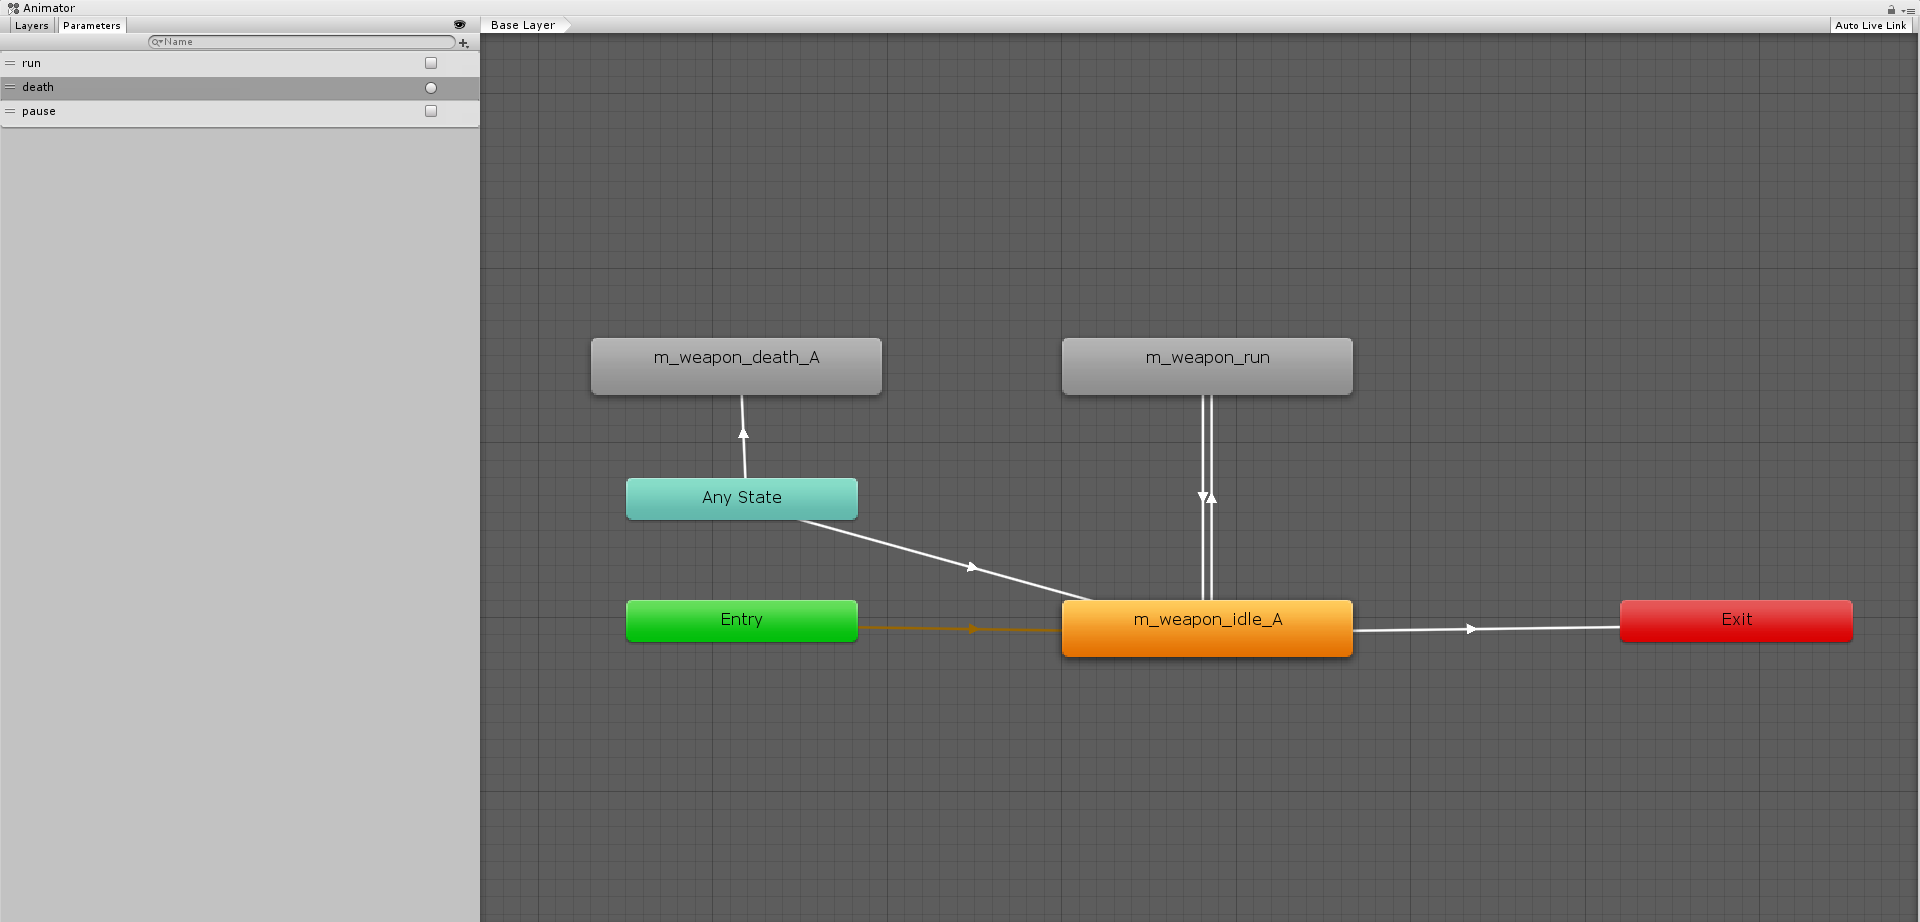 Animator
Layers Parameters
Name
run
death
pause
Base Layer
Auto Live Link
m_weapon_death_A
m_weapon_run
Any State
Entry
m_weapon_idle_A
Exit